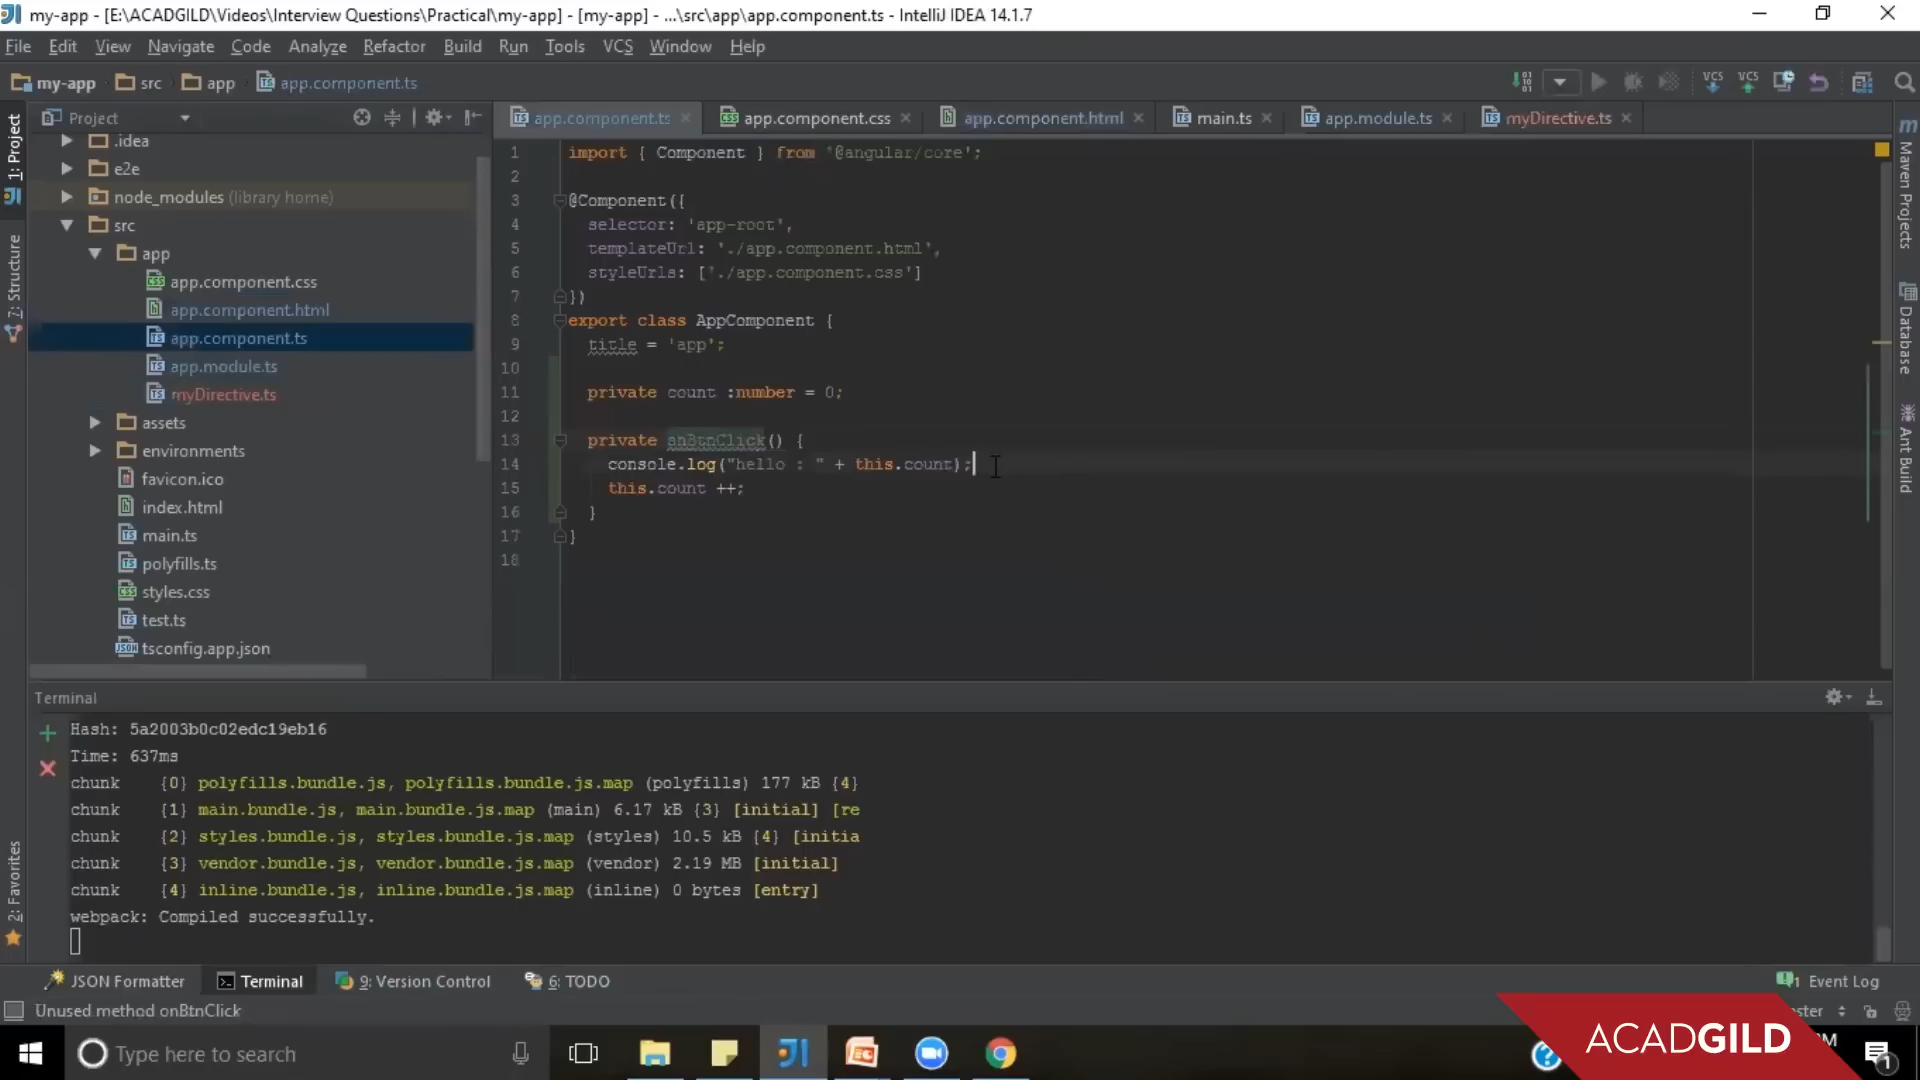 my-app - [E:\ACADGILD\Videos\Interview Questions\Practical\my-app] - [my-app] - ...\src\app\app.component.ts - IntelliJ IDEA 14.1.7
File Edit View Navigate Code Analyze Refactor Build Run Tools VCS Window Help
my-app src app app.component.ts
VCS VCS
Project
app.component.ts app.component.css app.component.html main.ts app.module.ts myDirective.ts
1: Project
7: Structure
2: Favorites
.idea
e2e
node_modules (library home)
src
app
app.component.css
app.component.html
app.component.ts
app.module.ts
myDirective.ts
assets
environments
favicon.ico
index.html
main.ts
polyfills.ts
styles.css
test.ts
tsconfig.app.json
1 import { Component } from '@angular/core';
2
3 @Component({
4 selector: 'app-root',
5 templateUrl: './app.component.html',
6 styleUrls: ['./app.component.css']
7 })
8 export class AppComponent {
9 title = 'app';
10
11 private count :number = 0;
12
13 private onBtnClick() {
14 console.log("hello : " + this.count);
15 this.count ++;
16 }
17 }
18
Maven Projects
Database
Ant Build
Terminal
Hash: 5a2003b0c02edc19eb16
Time: 637ms
chunk {0} polyfills.bundle.js, polyfills.bundle.js.map (polyfills) 177 kB {4}
chunk {1} main.bundle.js, main.bundle.js.map (main) 6.17 kB {3} [initial] [re
chunk {2} styles.bundle.js, styles.bundle.js.map (styles) 10.5 kB {4} [initia
chunk {3} vendor.bundle.js, vendor.bundle.js.map (vendor) 2.19 MB [initial]
chunk {4} inline.bundle.js, inline.bundle.js.map (inline) 0 bytes [entry]
webpack: Compiled successfully.
JSON Formatter Terminal 9: Version Control 6: TODO 1 Event Log
Unused method onBtnClick
ster
Type here to search
ACADGILD
M
1